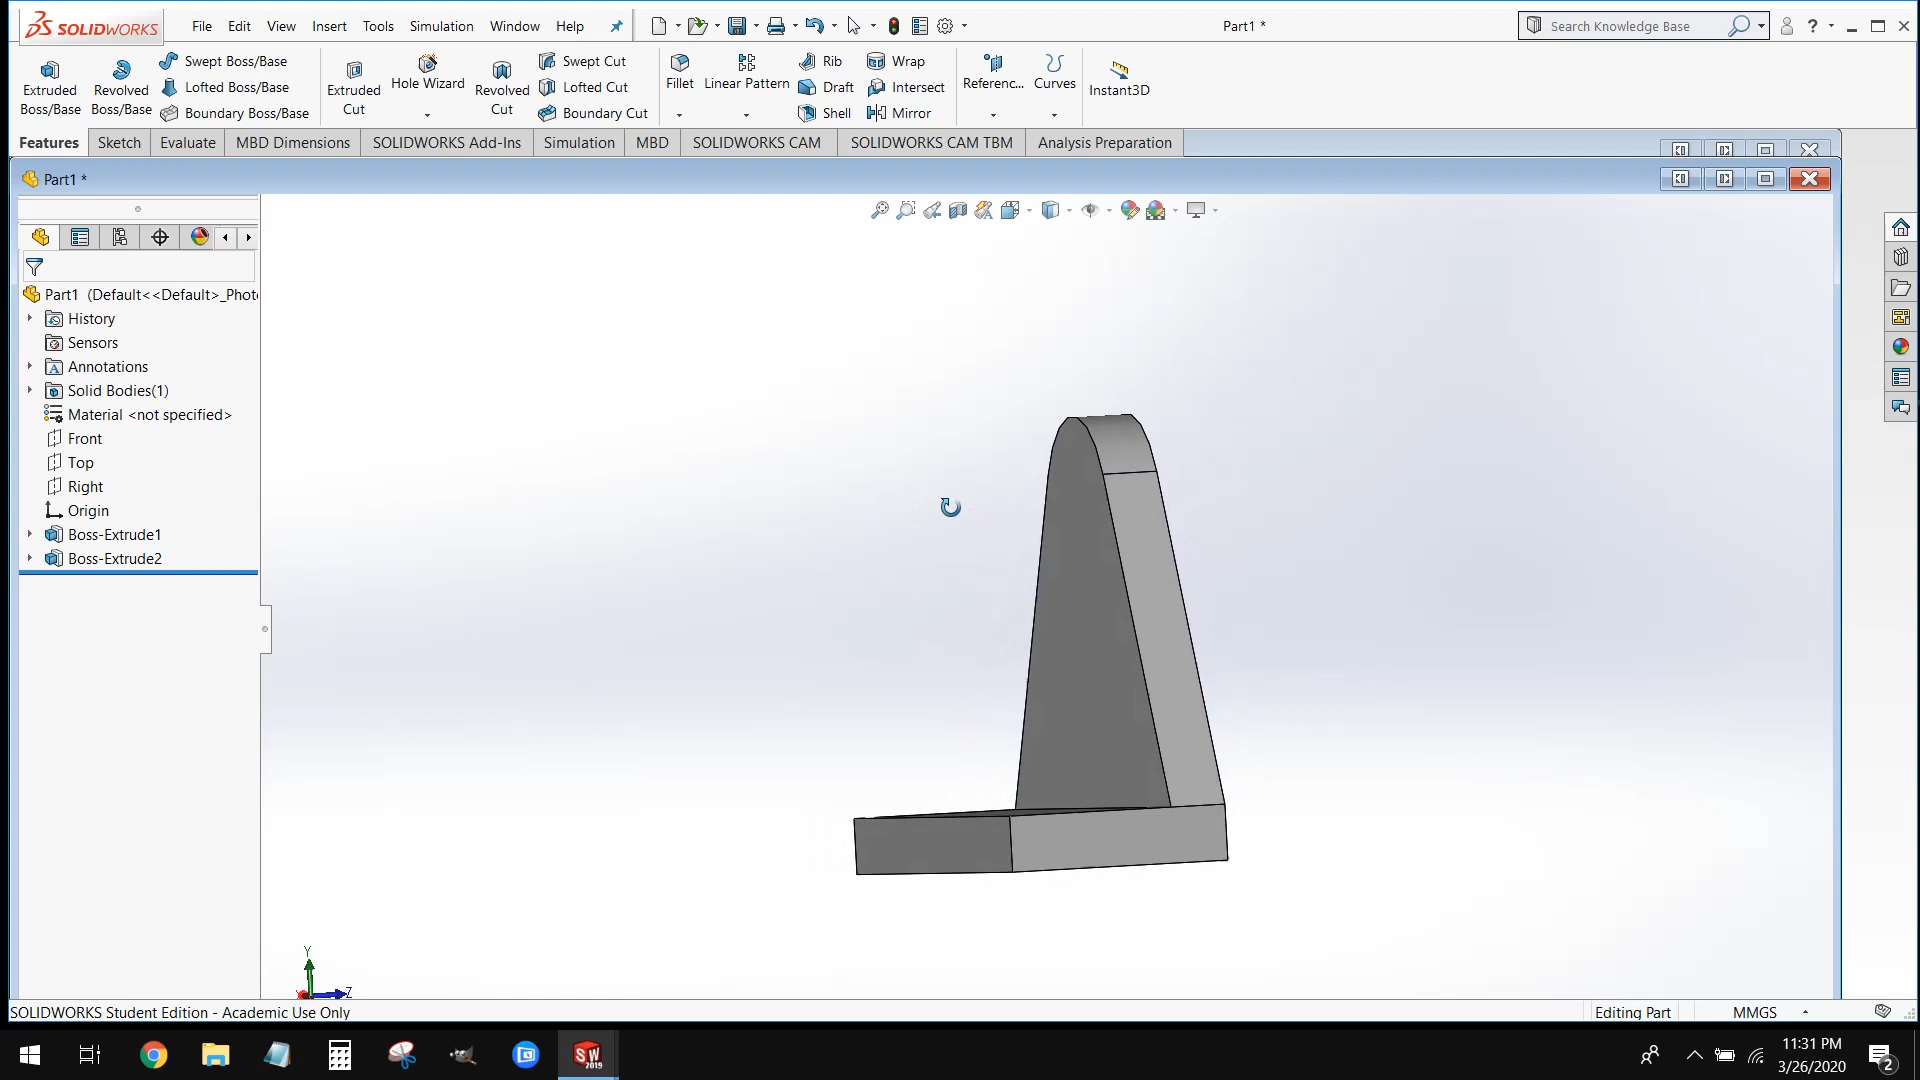 SOLIDWORKS File Edit View Insert Tools Simulation Window Help Part1 * Search Knowledge Base ?
Extruded Boss/Base
Revolved Boss/Base
Swept Boss/Base
Lofted Boss/Base
Boundary Boss/Base
Extruded Cut
Hole Wizard
Revolved Cut
Swept Cut
Lofted Cut
Boundary Cut
Fillet
Linear Pattern
Rib
Draft
Shell
Wrap
Intersect
Mirror
Referenc...
Curves
Instant3D
Features Sketch Evaluate MBD Dimensions SOLIDWORKS Add-Ins Simulation MBD SOLIDWORKS CAM SOLIDWORKS CAM TBM Analysis Preparation
Part1 *
Part1 (Default<<Default>_Phot
History
Sensors
Annotations
Solid Bodies(1)
Material <not specified>
Front
Top
Right
Origin
Boss-Extrude1
Boss-Extrude2
Y
Z
SOLIDWORKS Student Edition - Academic Use Only Editing Part MMGS
SW 2019
11:31 PM
3/26/2020
2